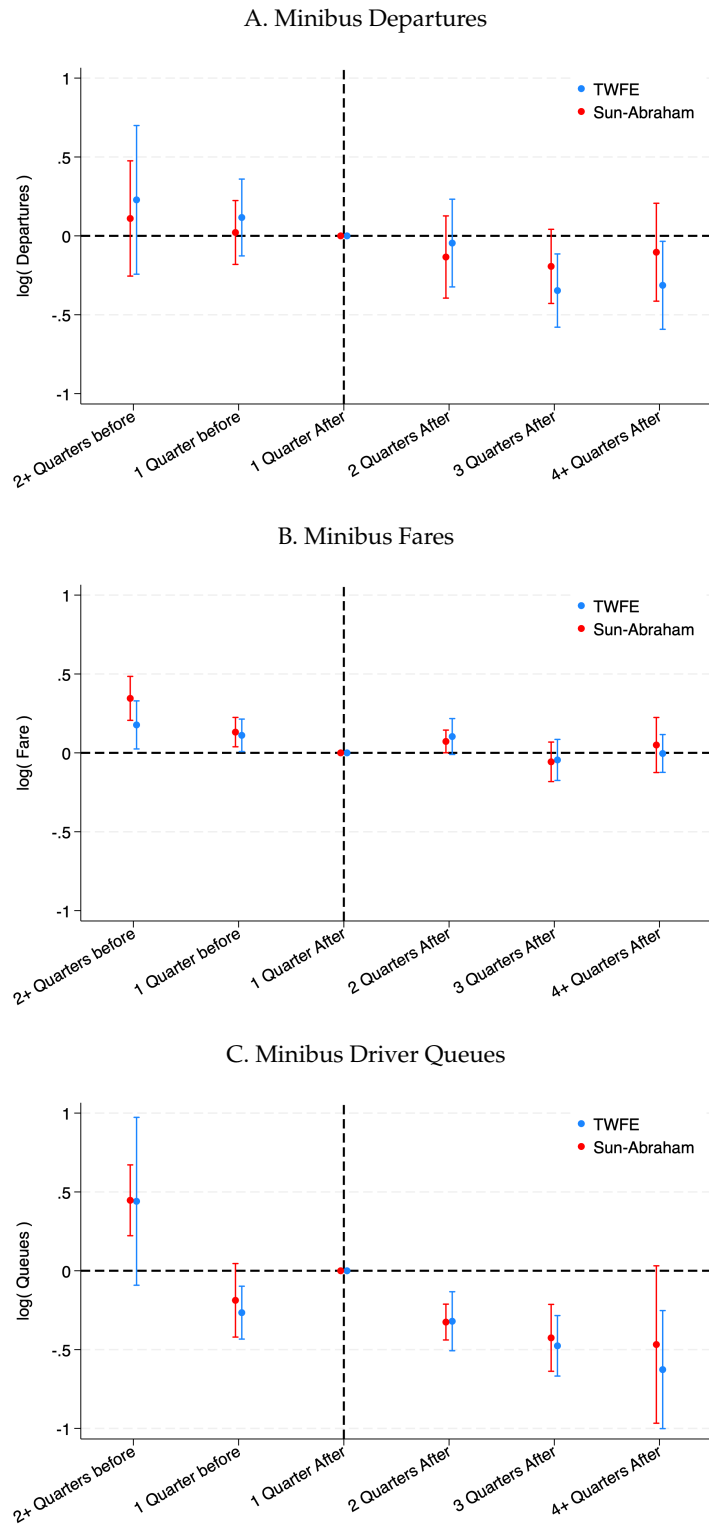 A. Minibus Departures
TWFE
Sun-Abraham
log( Departures )
1
.5
0
-.5
-1
2+ Quarters before
1 Quarter before
1 Quarter After
2 Quarters After
3 Quarters After
4+ Quarters After
B. Minibus Fares
TWFE
Sun-Abraham
log( Fare )
1
.5
0
-.5
-1
2+ Quarters before
1 Quarter before
1 Quarter After
2 Quarters After
3 Quarters After
4+ Quarters After
C. Minibus Driver Queues
TWFE
Sun-Abraham
log( Queues )
1
.5
0
-.5
-1
2+ Quarters before
1 Quarter before
1 Quarter After
2 Quarters After
3 Quarters After
4+ Quarters After